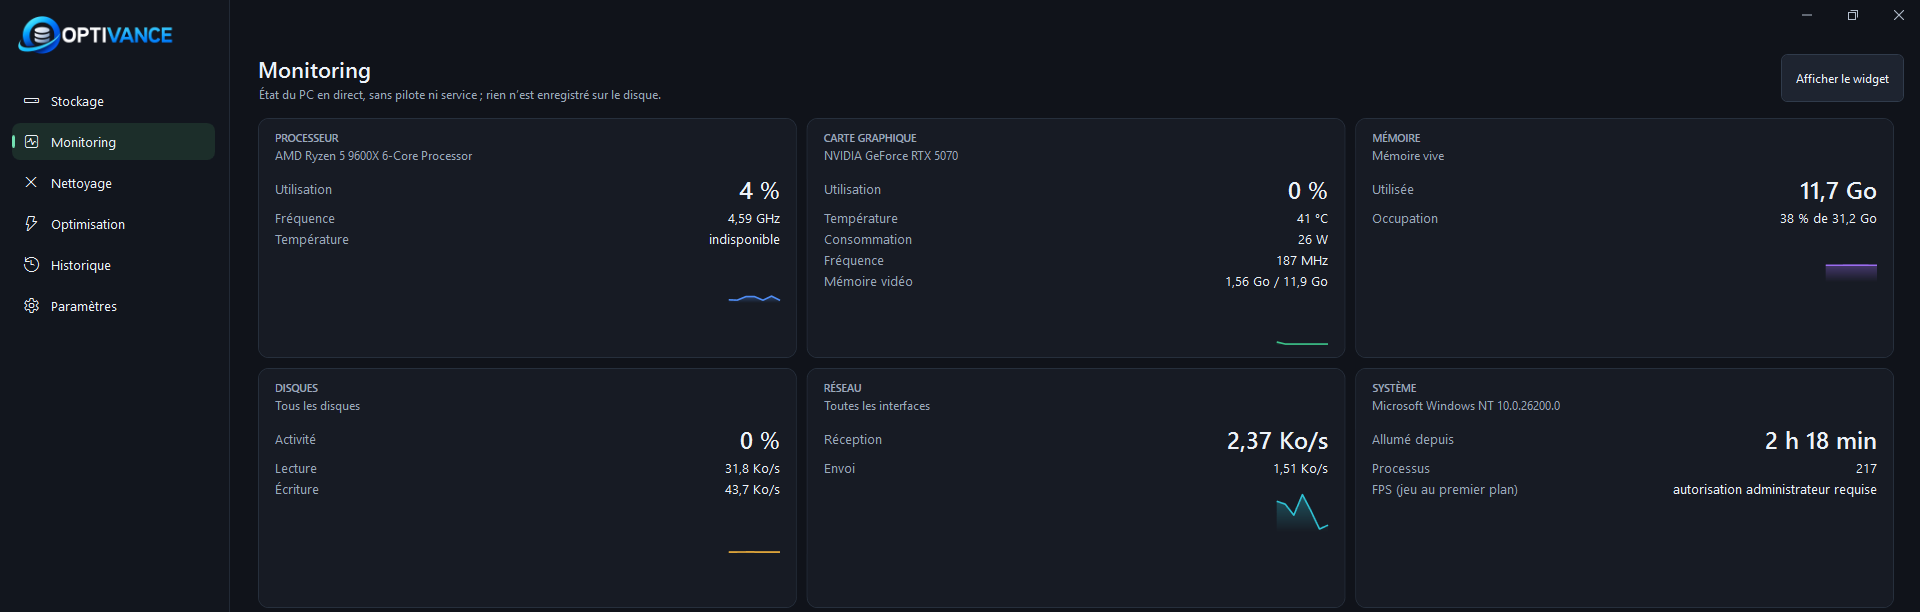 OPTIVANCE
Stockage
Monitoring
Nettoyage
Optimisation
Historique
Paramètres
Monitoring
État du PC en direct, sans pilote ni service ; rien n’est enregistré sur le disque.
Afficher le widget
PROCESSEUR
AMD Ryzen 5 9600X 6-Core Processor
Utilisation 4 %
Fréquence 4,59 GHz
Température indisponible
CARTE GRAPHIQUE
NVIDIA GeForce RTX 5070
Utilisation 0 %
Température 41 °C
Consommation 26 W
Fréquence 187 MHz
Mémoire vidéo 1,56 Go / 11,9 Go
MÉMOIRE
Mémoire vive
Utilisée 11,7 Go
Occupation 38 % de 31,2 Go
DISQUES
Tous les disques
Activité 0 %
Lecture 31,8 Ko/s
Écriture 43,7 Ko/s
RÉSEAU
Toutes les interfaces
Réception 2,37 Ko/s
Envoi 1,51 Ko/s
SYSTÈME
Microsoft Windows NT 10.0.26200.0
Allumé depuis 2 h 18 min
Processus 217
FPS (jeu au premier plan) autorisation administrateur requise